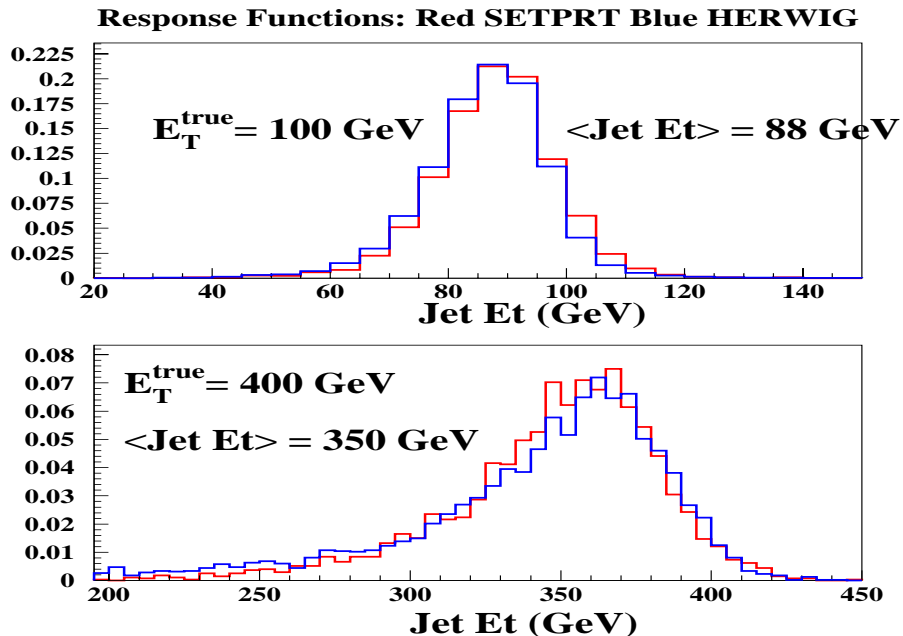 Response Functions: Red SETPRT Blue HERWIG
0.225
0.2
0.175
0.15
0.125
0.1
0.075
0.05
0.025
0
E_T^true = 100 GeV
<Jet Et> = 88 GeV
20 40 60 80 100 120 140
Jet Et (GeV)
0.08
0.07
0.06
0.05
0.04
0.03
0.02
0.01
0
E_T^true = 400 GeV
<Jet Et> = 350 GeV
200 250 300 350 400 450
Jet Et (GeV)